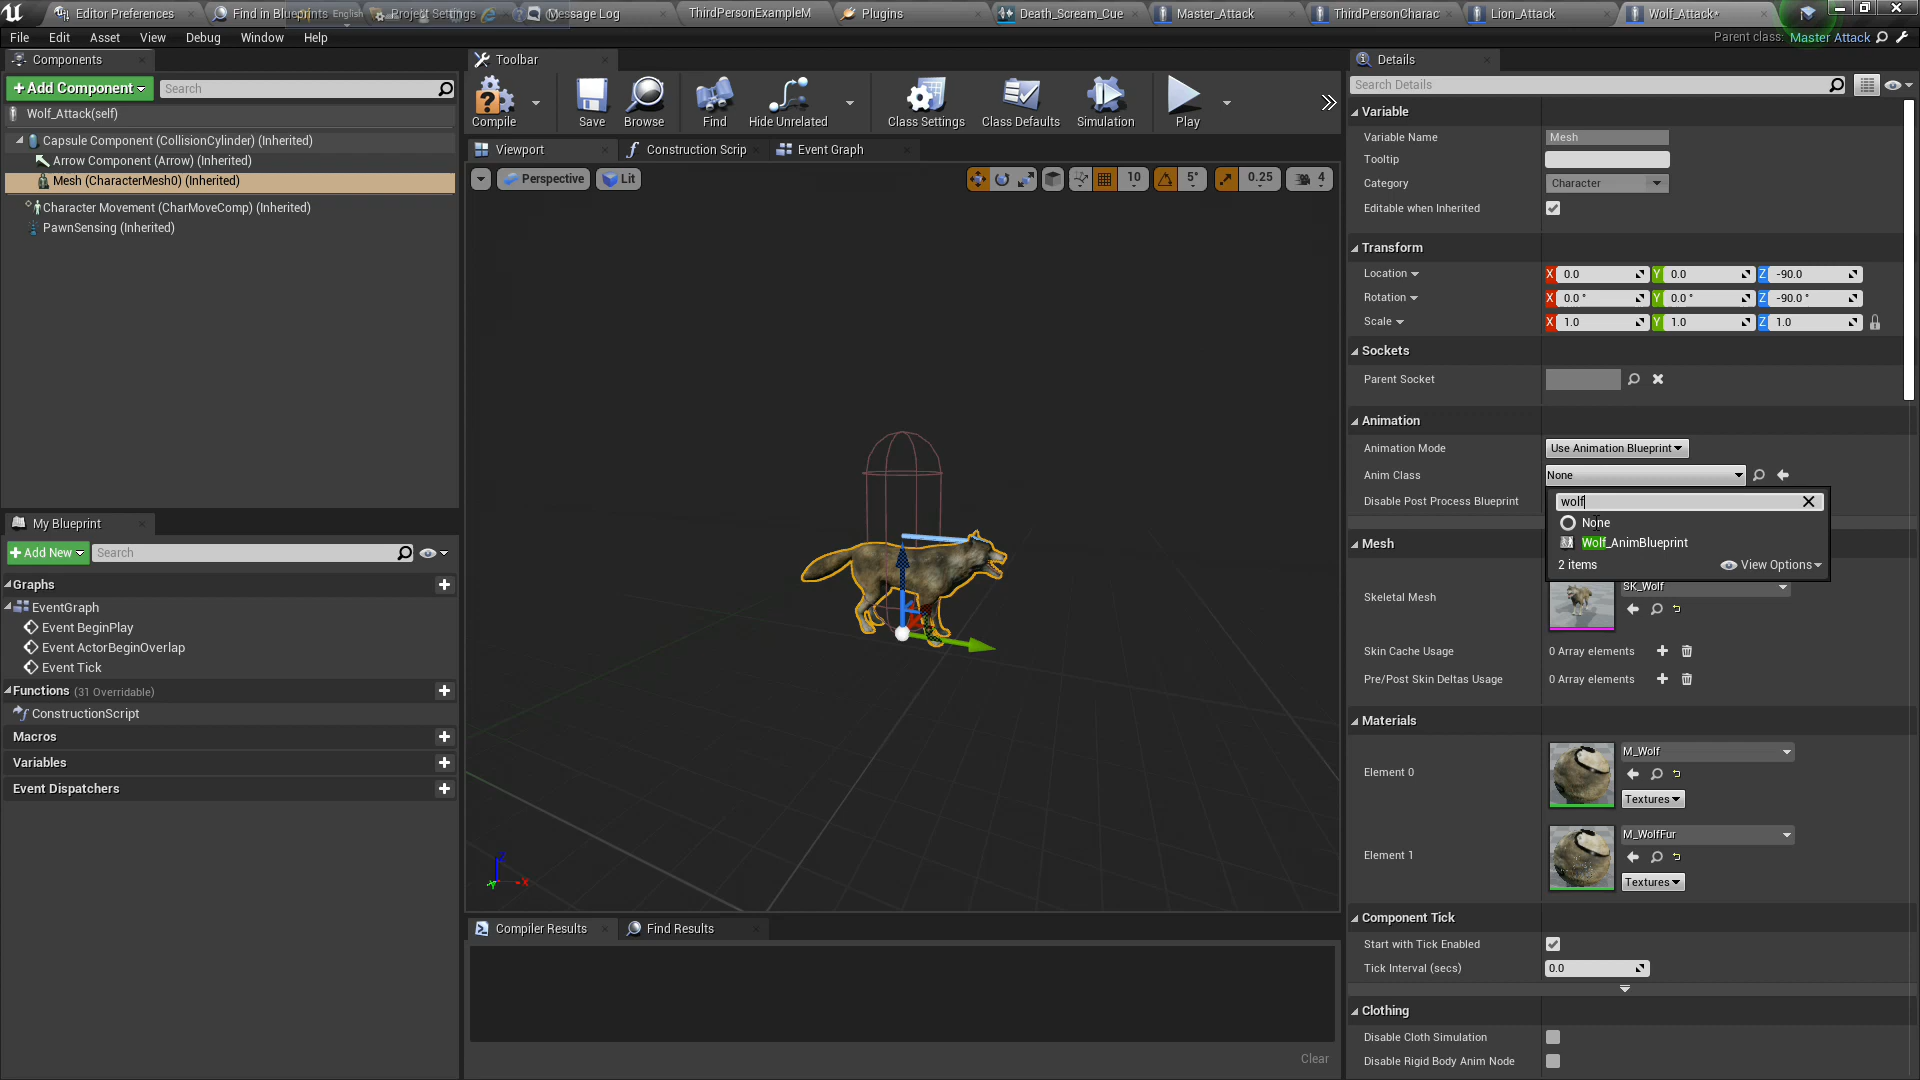 Editor Preferences
Find in Blueprints
English
Project Settings
Message Log
ThirdPersonExampleM
Plugins
Death_Scream_Cue
Master_Attack
ThirdPersonCharac
Lion_Attack
Wolf_Attack*
File Edit Asset View Debug Window Help
Parent class: Master Attack
Components
+Add Component
Search
Wolf_Attack(self)
Capsule Component (CollisionCylinder) (Inherited)
Arrow Component (Arrow) (Inherited)
Mesh (CharacterMesh0) (Inherited)
Character Movement (CharMoveComp) (Inherited)
PawnSensing (Inherited)
My Blueprint
+Add New
Search
Graphs
EventGraph
Event BeginPlay
Event ActorBeginOverlap
Event Tick
Functions (31 Overridable)
ConstructionScript
Macros
Variables
Event Dispatchers
Toolbar
Compile
Save
Browse
Find
Hide Unrelated
Class Settings
Class Defaults
Simulation
Play
Viewport
Construction Scrip
Event Graph
Perspective
Lit
10
5°
0.25
4
Z
X
Y
Compiler Results
Find Results
Clear
Details
Search Details
Variable
Variable Name Mesh
Tooltip
Category Character
Editable when Inherited
Transform
Location X 0.0 Y 0.0 Z -90.0
Rotation X 0.0 ° Y 0.0 ° Z -90.0 °
Scale X 1.0 Y 1.0 Z 1.0
Sockets
Parent Socket
Animation
Animation Mode Use Animation Blueprint
Anim Class None
Disable Post Process Blueprint
wolf
None
Wolf_AnimBlueprint
2 items
View Options
Mesh
Skeletal Mesh SK_Wolf
Skin Cache Usage 0 Array elements
Pre/Post Skin Deltas Usage 0 Array elements
Materials
Element 0 M_Wolf
Textures
Element 1 M_WolfFur
Textures
Component Tick
Start with Tick Enabled
Tick Interval (secs) 0.0
Clothing
Disable Cloth Simulation
Disable Rigid Body Anim Node